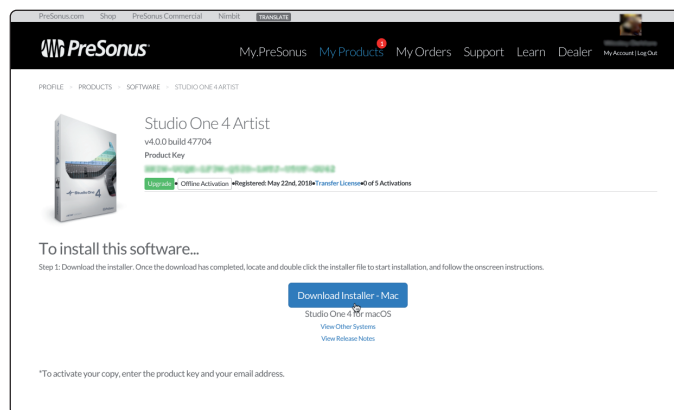 PreSonus.com Shop PreSonus Commercial Nimbit TRANSLATE
PreSonus My.PreSonus My Products 1 My Orders Support Learn Dealer My Account | Log Out
PROFILE PRODUCTS SOFTWARE STUDIO ONE 4 ARTIST
Studio One 4 Artist
v4.0.0 build 47704
Product Key
Upgrade • Offline Activation •Registered: May 22nd, 2018•Transfer License•0 of 5 Activations
Studio One 4
To install this software...
Step 1: Download the installer. Once the download has completed, locate and double click the installer file to start installation, and follow the onscreen instructions.
Download Installer - Mac
Studio One 4 for macOS
View Other Systems
View Release Notes
*To activate your copy, enter the product key and your email address.